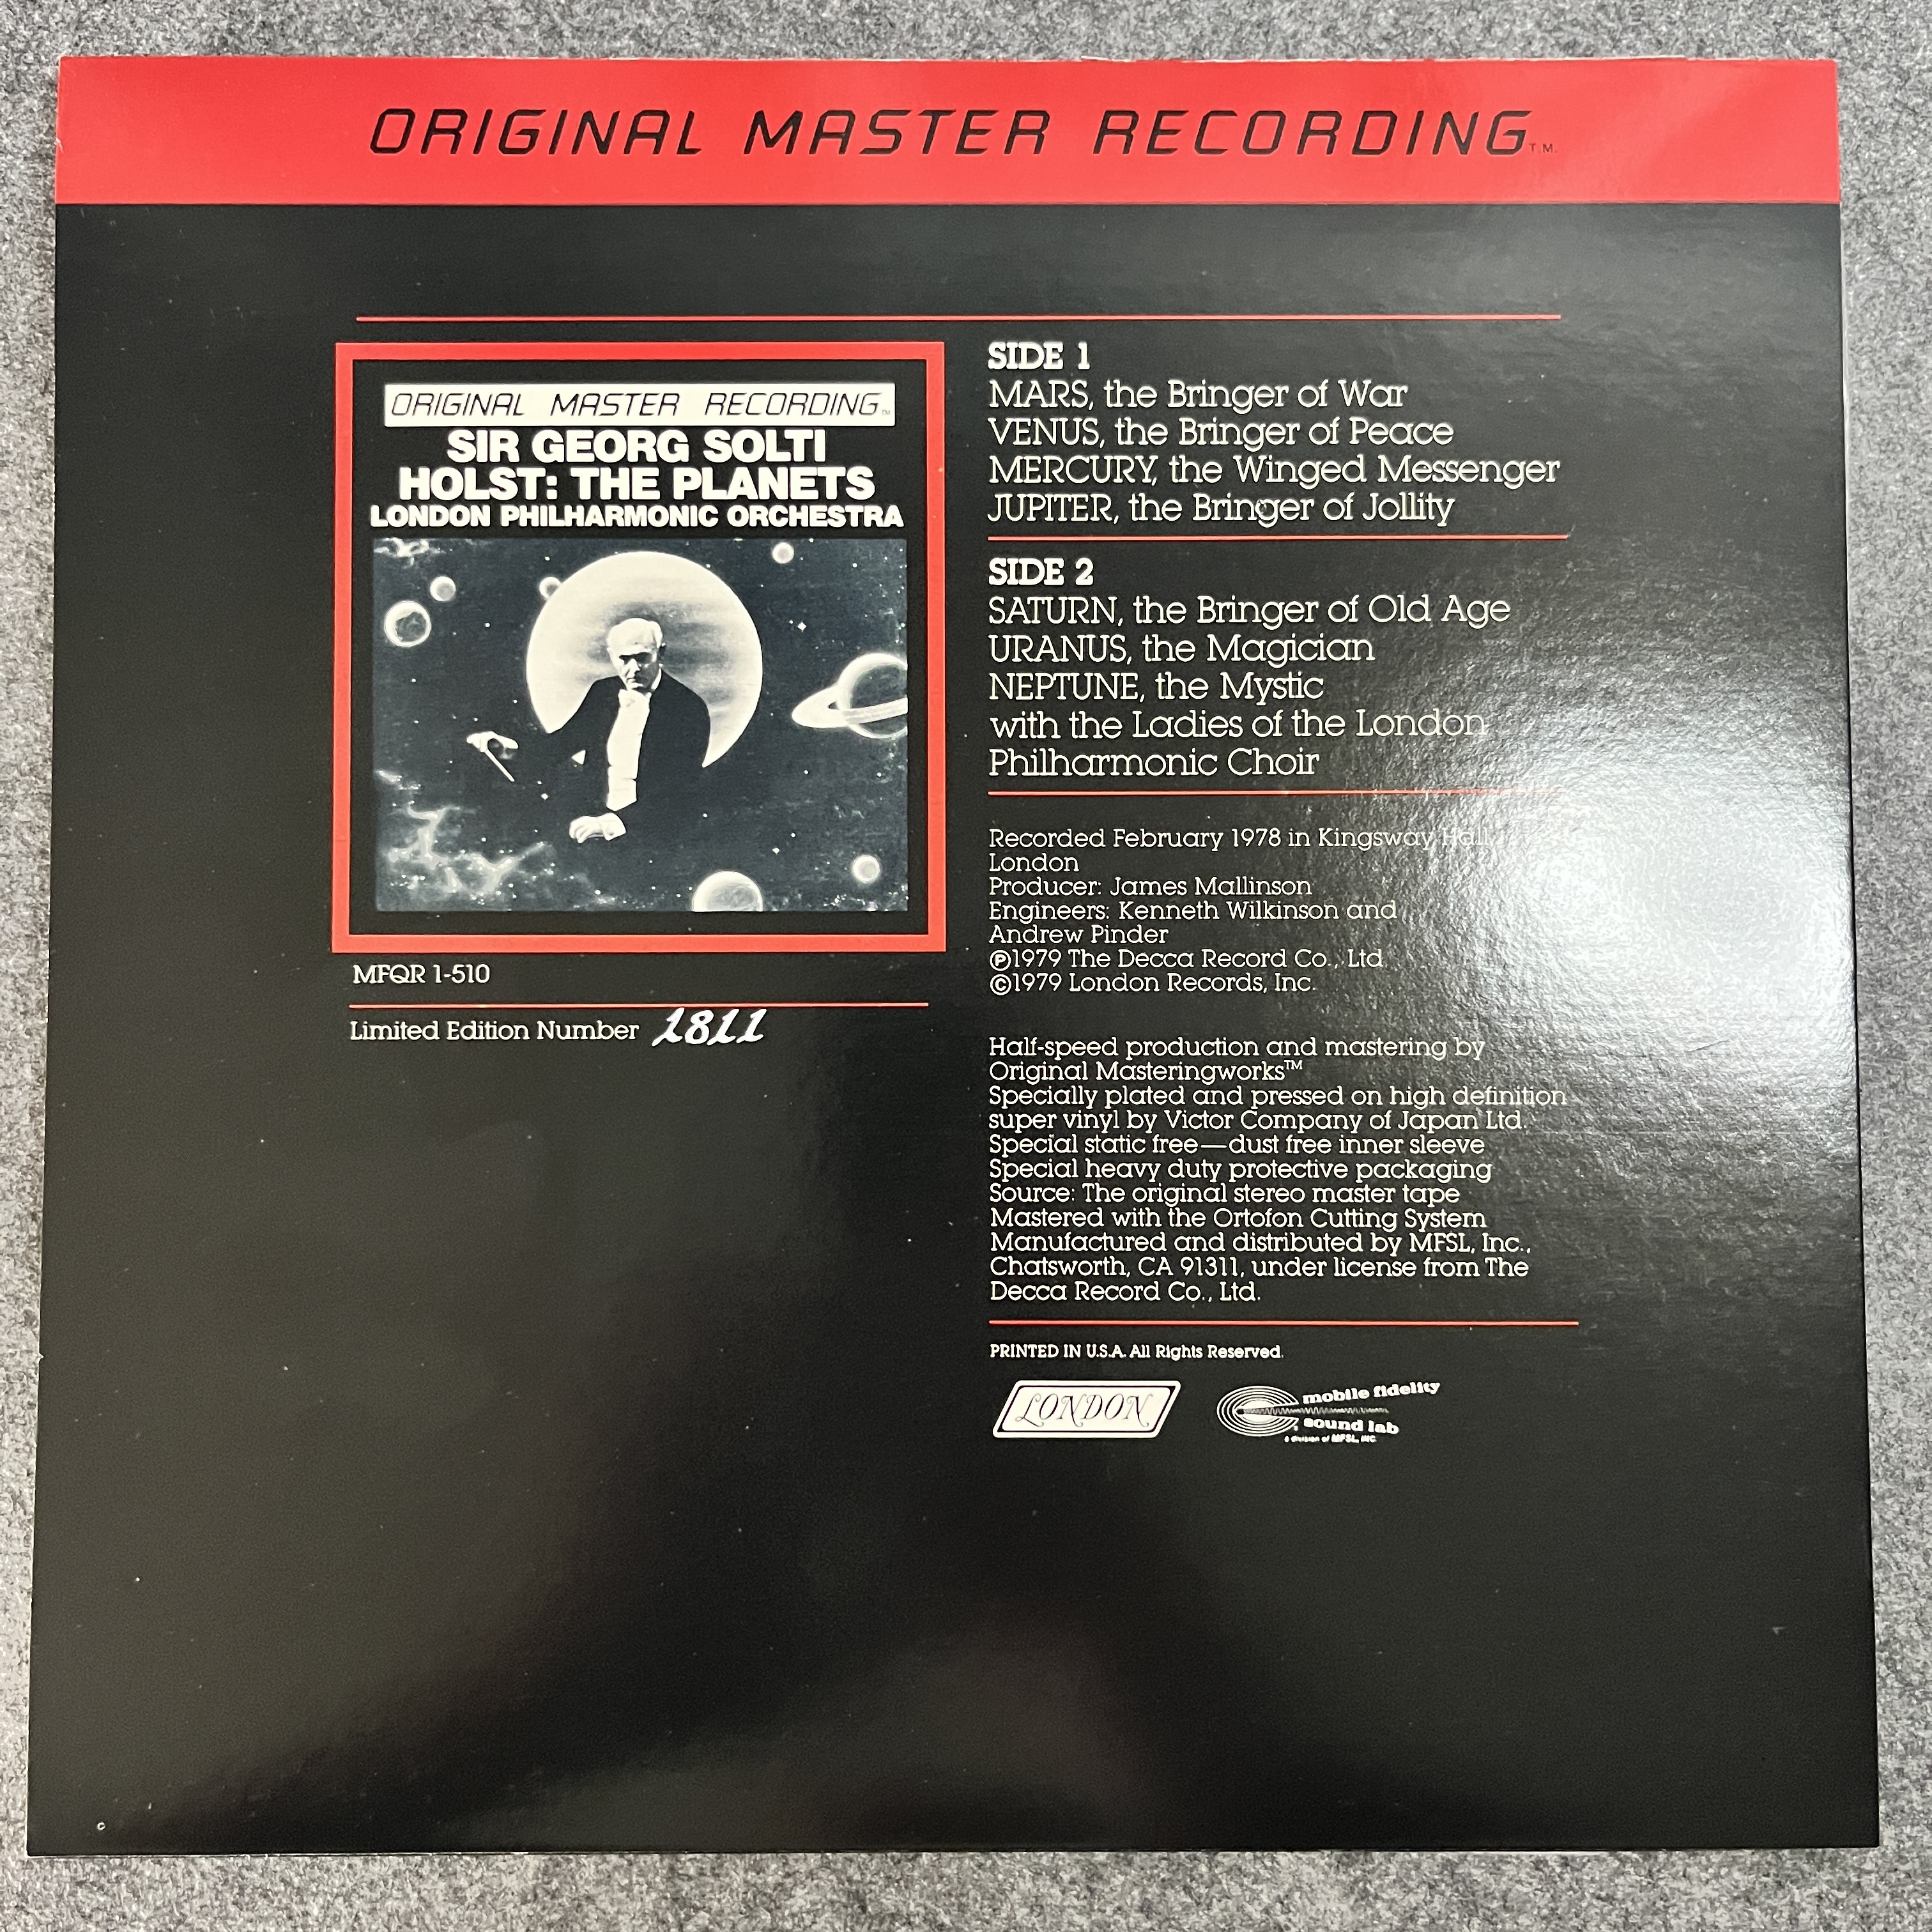 ORIGINAL MASTER RECORDING T.M.
ORIGINAL MASTER RECORDING TM
SIR GEORG SOLTI
HOLST: THE PLANETS
LONDON PHILHARMONIC ORCHESTRA
MFQR 1-510
Limited Edition Number 1811
SIDE 1
MARS, the Bringer of War
VENUS, the Bringer of Peace
MERCURY, the Winged Messenger
JUPITER, the Bringer of Jollity
SIDE 2
SATURN, the Bringer of Old Age
URANUS, the Magician
NEPTUNE, the Mystic
with the Ladies of the London
Philharmonic Choir
Recorded February 1978 in Kingsway Hall
London
Producer: James Mallinson
Engineers: Kenneth Wilkinson and
Andrew Pinder
℗1979 The Decca Record Co., Ltd.
©1979 London Records, Inc.
Half-speed production and mastering by
Original Masteringworks™
Specially plated and pressed on high definition
super vinyl by Victor Company of Japan Ltd.
Special static free—dust free inner sleeve
Special heavy duty protective packaging
Source: The original stereo master tape
Mastered with the Ortofon Cutting System
Manufactured and distributed by MFSL, Inc.,
Chatsworth, CA 91311, under license from The
Decca Record Co., Ltd.
PRINTED IN U.S.A. All Rights Reserved.
LONDON
mobile fidelity
sound lab
a division of MFSL, INC.